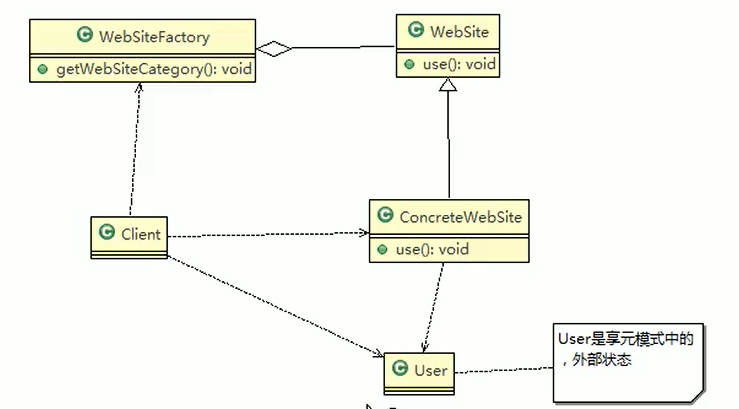 WebSiteFactory
getWebSiteCategory(): void
WebSite
use(): void
Client
ConcreteWebSite
use(): void
User
User是享元模式中的
，外部状态